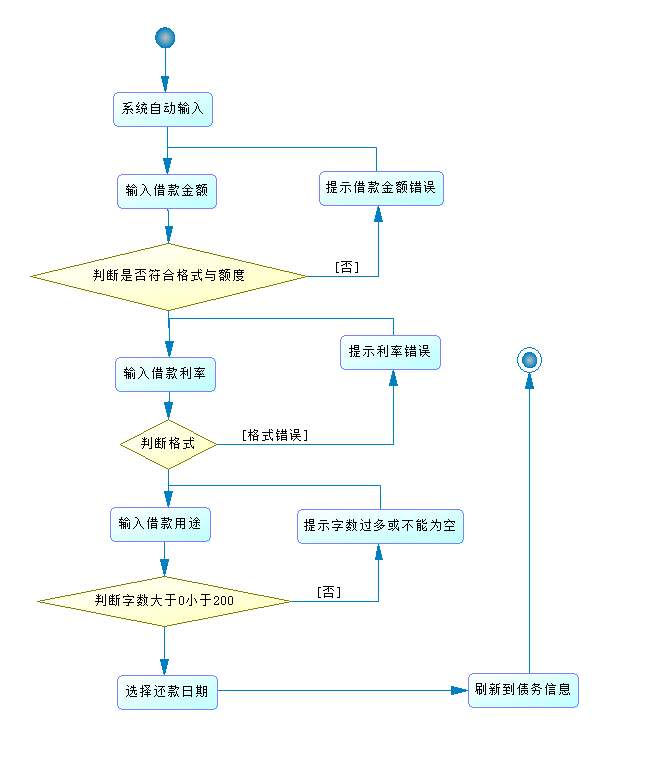 系统自动输入
输入借款金额
提示借款金额错误
判断是否符合格式与额度
[否]
输入借款利率
提示利率错误
判断格式
[格式错误]
输入借款用途
提示字数过多或不能为空
判断字数大于0小于200
[否]
选择还款日期
刷新到债务信息